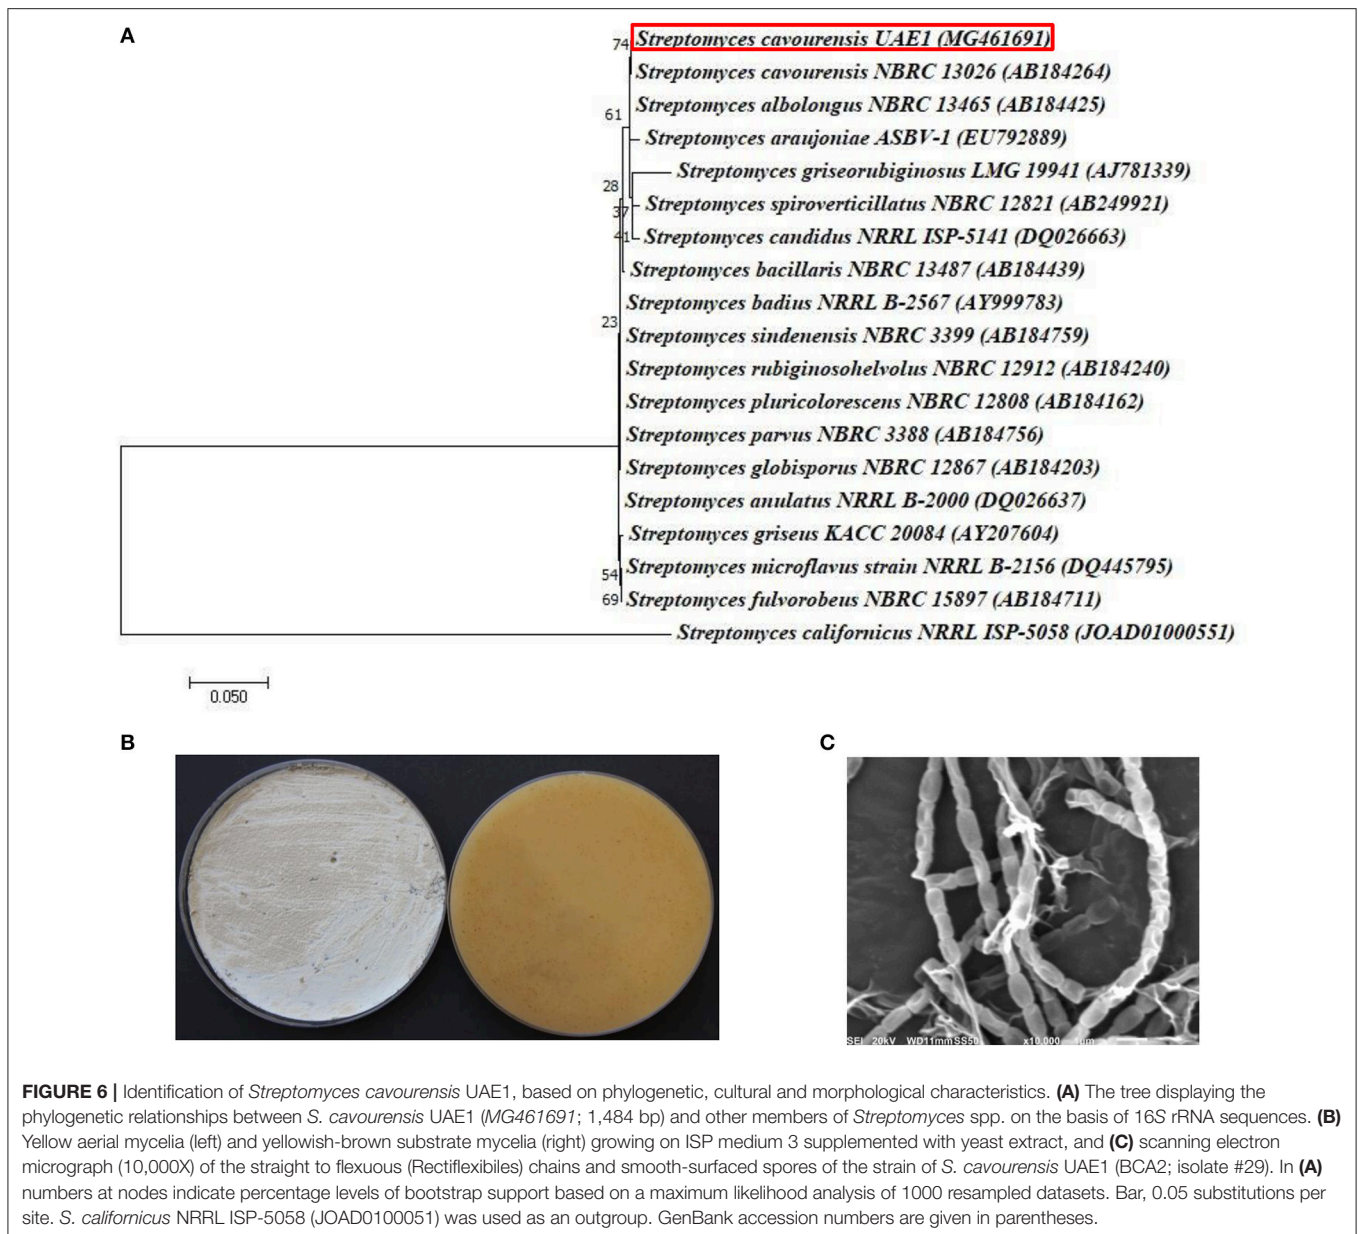 A
74
Streptomyces cavourensis UAE1 (MG461691)
Streptomyces cavourensis NBRC 13026 (AB184264)
Streptomyces albolongus NBRC 13465 (AB184425)
61
Streptomyces araujoniae ASBV-1 (EU792889)
Streptomyces griseorubiginosus LMG 19941 (AJ781339)
28
Streptomyces spiroverticillatus NBRC 12821 (AB249921)
37
Streptomyces candidus NRRL ISP-5141 (DQ026663)
41
Streptomyces bacillaris NBRC 13487 (AB184439)
Streptomyces badius NRRL B-2567 (AY999783)
23
Streptomyces sindenensis NBRC 3399 (AB184759)
Streptomyces rubiginosohelvolus NBRC 12912 (AB184240)
Streptomyces pluricolorescens NBRC 12808 (AB184162)
Streptomyces parvus NBRC 3388 (AB184756)
Streptomyces globisporus NBRC 12867 (AB184203)
Streptomyces anulatus NRRL B-2000 (DQ026637)
Streptomyces griseus KACC 20084 (AY207604)
Streptomyces microflavus strain NRRL B-2156 (DQ445795)
54
Streptomyces fulvorobeus NBRC 15897 (AB184711)
69
Streptomyces californicus NRRL ISP-5058 (JOAD01000551)
0.050
B
C
SEI 20kV WD11mmSS50 x10,000 1µm
FIGURE 6 | Identification of Streptomyces cavourensis UAE1, based on phylogenetic, cultural and morphological characteristics. (A) The tree displaying the
phylogenetic relationships between S. cavourensis UAE1 (MG461691; 1,484 bp) and other members of Streptomyces spp. on the basis of 16S rRNA sequences. (B)
Yellow aerial mycelia (left) and yellowish-brown substrate mycelia (right) growing on ISP medium 3 supplemented with yeast extract, and (C) scanning electron
micrograph (10,000X) of the straight to flexuous (Rectiflexibiles) chains and smooth-surfaced spores of the strain of S. cavourensis UAE1 (BCA2; isolate #29). In (A)
numbers at nodes indicate percentage levels of bootstrap support based on a maximum likelihood analysis of 1000 resampled datasets. Bar, 0.05 substitutions per
site. S. californicus NRRL ISP-5058 (JOAD0100051) was used as an outgroup. GenBank accession numbers are given in parentheses.